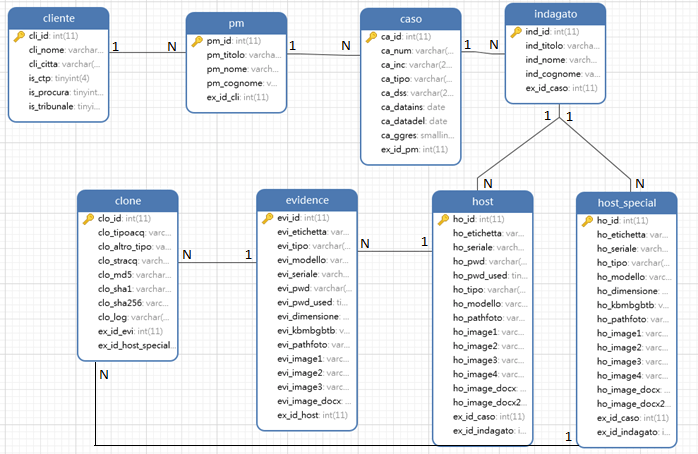 cliente
cli_id: int(11)
cli_nome: varchar...
cli_citta: varchar(...
is_ctp: tinyint(4)
is_procura: tinyint...
is_tribunale: tinyi...
1
N
pm
pm_id: int(11)
pm_titolo: varcha...
pm_nome: varch...
pm_cognome: v...
ex_id_cli: int(11)
1
N
caso
ca_id: int(11)
ca_num: varchar(...
ca_inc: varchar(2...
ca_tipo: varchar(...
ca_dss: varchar(2...
ca_datains: date
ca_datadel: date
ca_ggres: smallin...
ex_id_pm: int(11)
1
N
indagato
ind_id: int(11)
ind_titolo: varcha...
ind_nome: varch...
ind_cognome: va...
ex_id_caso: int(11)
1
1
N
N
clone
clo_id: int(11)
clo_tipoacq: varc...
clo_altro_tipo: va...
clo_stracq: varch...
clo_md5: varchar...
clo_sha1: varchar...
clo_sha256: varc...
clo_log: varchar(...
ex_id_evi: int(11)
ex_id_host_special...
N
N
1
evidence
evi_id: int(11)
evi_etichetta: var...
evi_tipo: varchar(...
evi_modello: varc...
evi_seriale: varch...
evi_pwd: varchar(...
evi_pwd_used: ti...
evi_dimensione: ...
evi_kbmbgbtb: var...
evi_pathfoto: var...
evi_image1: varc...
evi_image2: varc...
evi_image3: varc...
evi_image_docx: ...
ex_id_host: int(11)
N
1
host
ho_id: int(11)
ho_etichetta: varc...
ho_seriale: varch...
ho_pwd: varchar(...
ho_pwd_used: tin...
ho_tipo: varchar(...
ho_modello: varc...
ho_pathfoto: varc...
ho_image1: varc...
ho_image2: varc...
ho_image3: varc...
ho_image4: varc...
ho_image_docx: ...
ho_image_docx2...
ex_id_caso: int(11)
ex_id_indagato: i...
host_special
ho_id: int(11)
ho_etichetta: varc...
ho_seriale: varch...
ho_tipo: varchar(...
ho_modello: varc...
ho_dimensione: ...
ho_kbmbgbtb: v...
ho_pathfoto: varc...
ho_image1: varc...
ho_image2: varc...
ho_image3: varc...
ho_image4: varc...
ho_image_docx: ...
ho_image_docx2...
ex_id_caso: int(11)
ex_id_indagato: i...
1